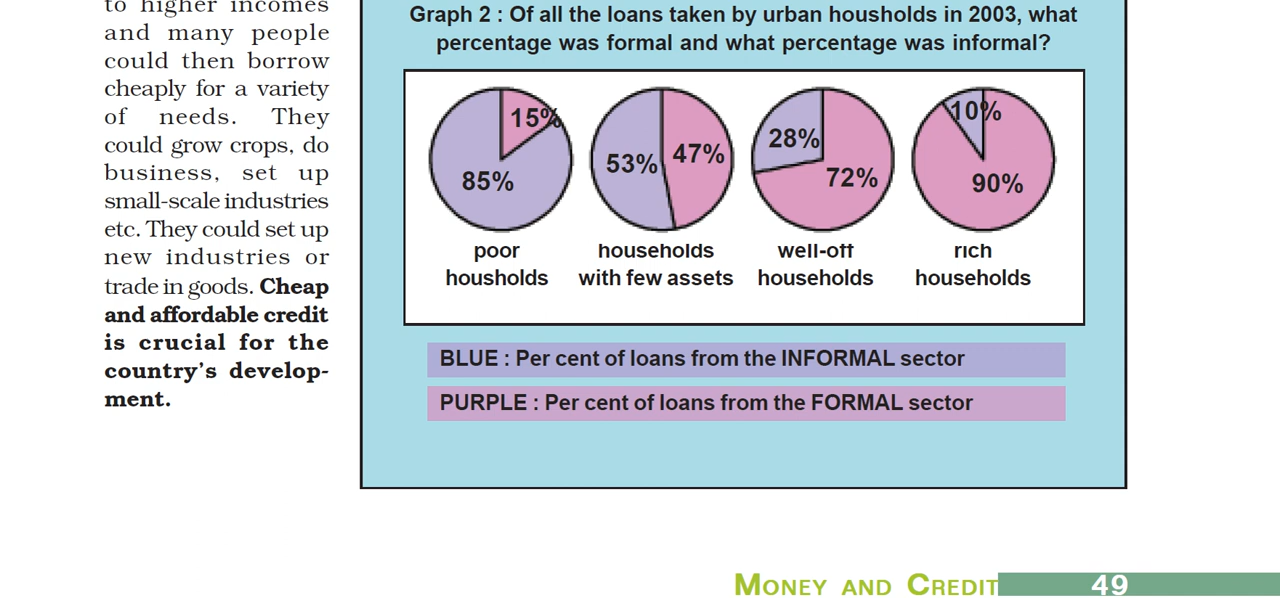 to higher incomes
and many people
could then borrow
cheaply for a variety
of needs. They
could grow crops, do
business, set up
small-scale industries
etc. They could set up
new industries or
trade in goods. Cheap
and affordable credit
is crucial for the
country's develop-
ment.
Graph 2 : Of all the loans taken by urban housholds in 2003, what
percentage was formal and what percentage was informal?
15%
85%
53%
47%
28%
72%
10%
90%
poor
housholds
households
with few assets
well-off
households
rich
households
BLUE : Per cent of loans from the INFORMAL sector
PURPLE : Per cent of loans from the FORMAL sector
MONEY AND CREDIT 49